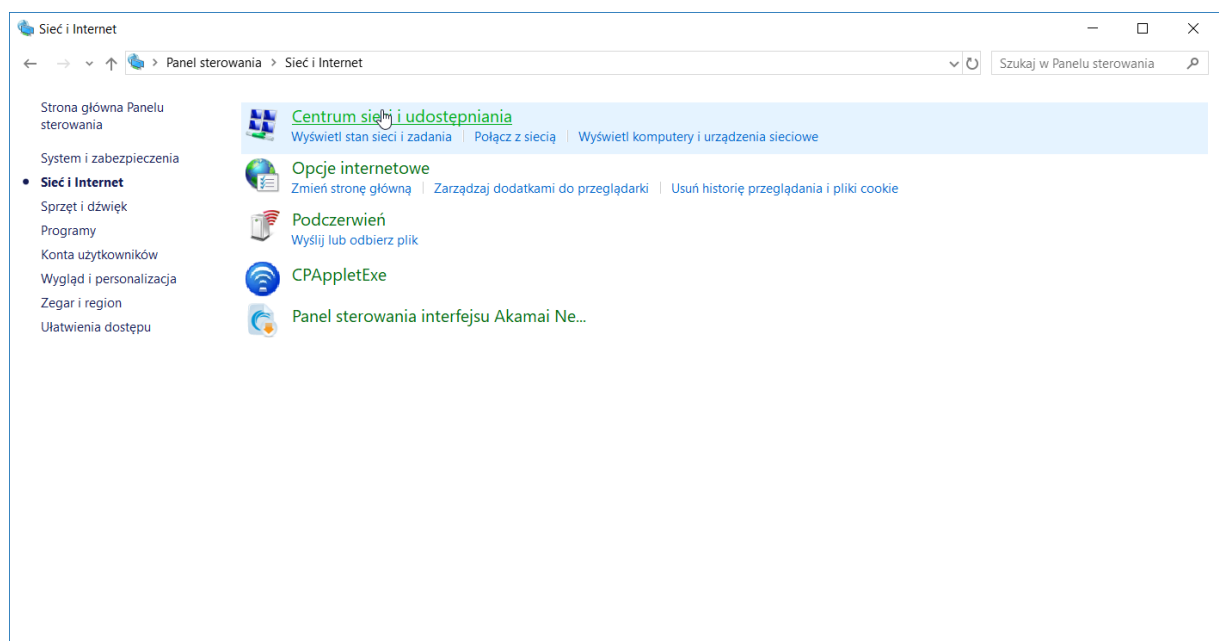 Sieć i Internet
Panel sterowania > Sieć i Internet
Szukaj w Panelu sterowania
Strona główna Panelu
sterowania
System i zabezpieczenia
Sieć i Internet
Sprzęt i dźwięk
Programy
Konta użytkowników
Wygląd i personalizacja
Zegar i region
Ułatwienia dostępu
Centrum sieci i udostępniania
Wyświetl stan sieci i zadania | Połącz z siecią | Wyświetl komputery i urządzenia sieciowe
Opcje internetowe
Zmień stronę główną | Zarządzaj dodatkami do przeglądarki | Usuń historię przeglądania i pliki cookie
Podczerwień
Wyślij lub odbierz plik
CPAppletExe
Panel sterowania interfejsu Akamai Ne...